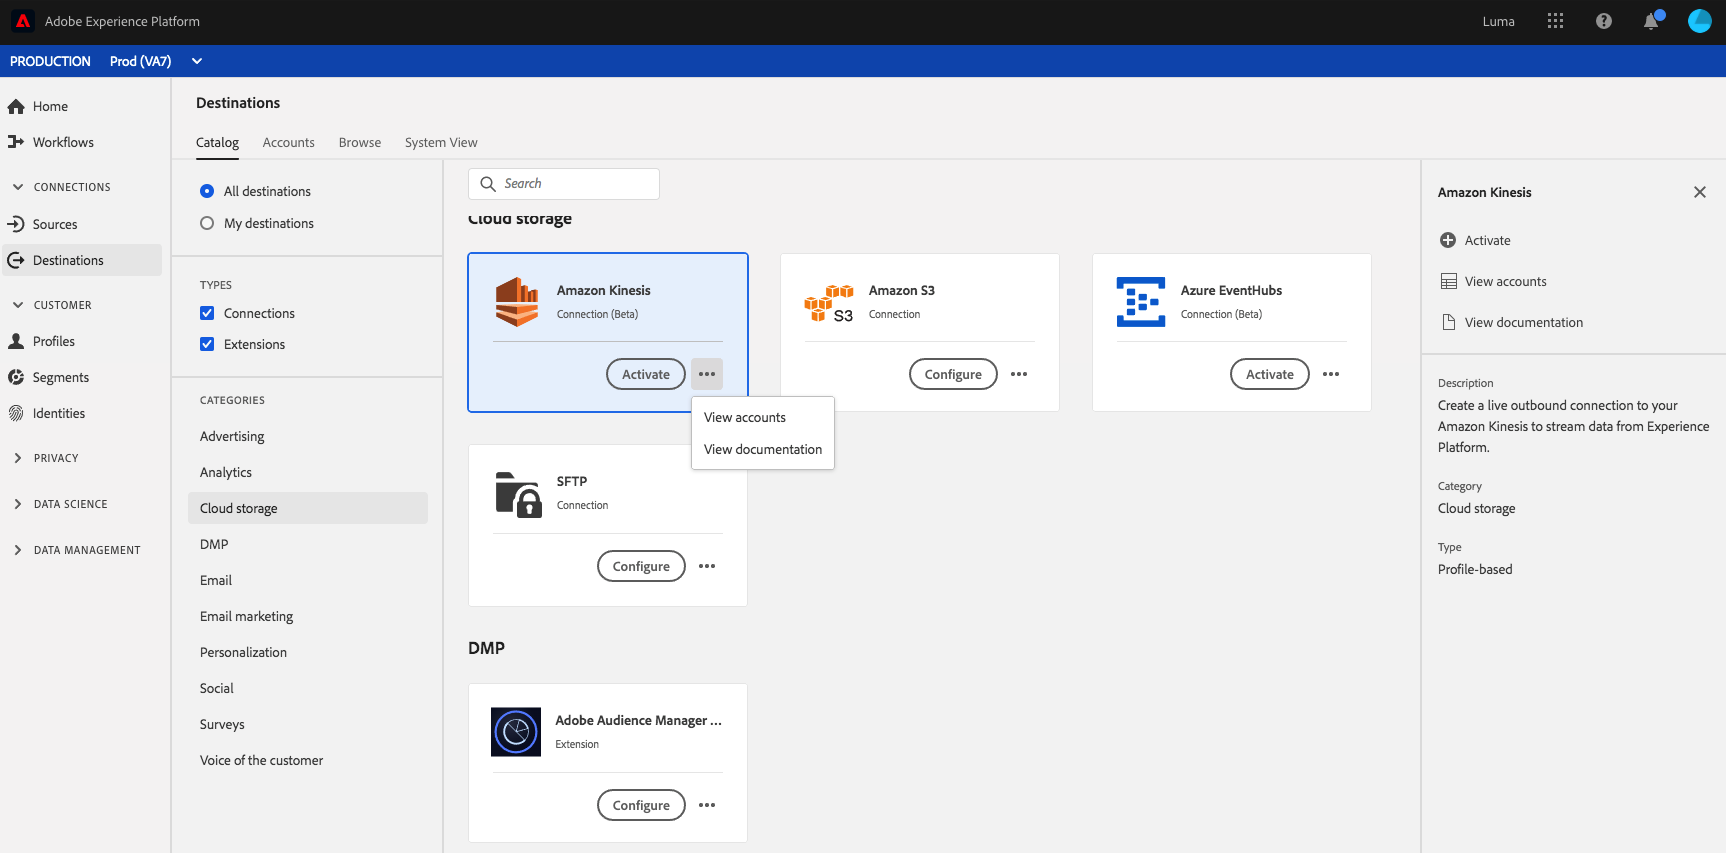 Adobe Experience Platform
Luma
PRODUCTION Prod (VA7)
Home
Workflows
CONNECTIONS
Sources
Destinations
CUSTOMER
Profiles
Segments
Identities
PRIVACY
DATA SCIENCE
DATA MANAGEMENT
Destinations
Catalog Accounts Browse System View
All destinations
My destinations
TYPES
Connections
Extensions
CATEGORIES
Advertising
Analytics
Cloud storage
DMP
Email
Email marketing
Personalization
Social
Surveys
Voice of the customer
Search
Cloud storage
Amazon Kinesis
Connection (Beta)
Activate
View accounts
View documentation
S3
Amazon S3
Connection
Configure
Azure EventHubs
Connection (Beta)
Activate
SFTP
Connection
Configure
DMP
Adobe Audience Manager ...
Extension
Configure
Amazon Kinesis
Activate
View accounts
View documentation
Description
Create a live outbound connection to your
Amazon Kinesis to stream data from Experience
Platform.
Category
Cloud storage
Type
Profile-based